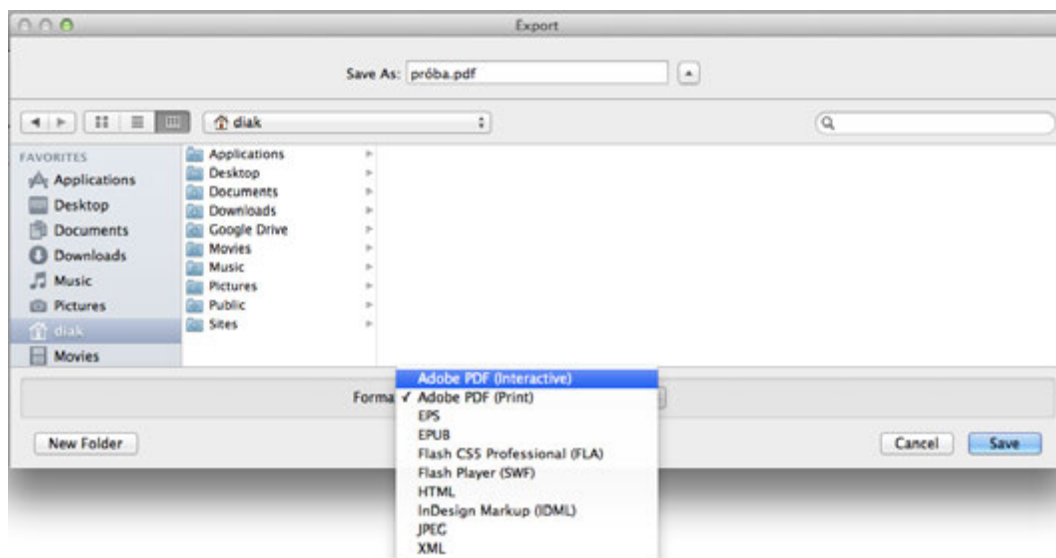 Export
Save As: próba.pdf
diak
FAVORITES
Applications
Desktop
Documents
Downloads
Music
Pictures
diak
Movies
Applications
Desktop
Documents
Downloads
Google Drive
Movies
Music
Pictures
Public
Sites
Forma ✓ Adobe PDF (Print)
Adobe PDF (Interactive)
EPS
EPUB
Flash CS5 Professional (FLA)
Flash Player (SWF)
HTML
InDesign Markup (IDML)
JPEG
XML
New Folder
Cancel
Save